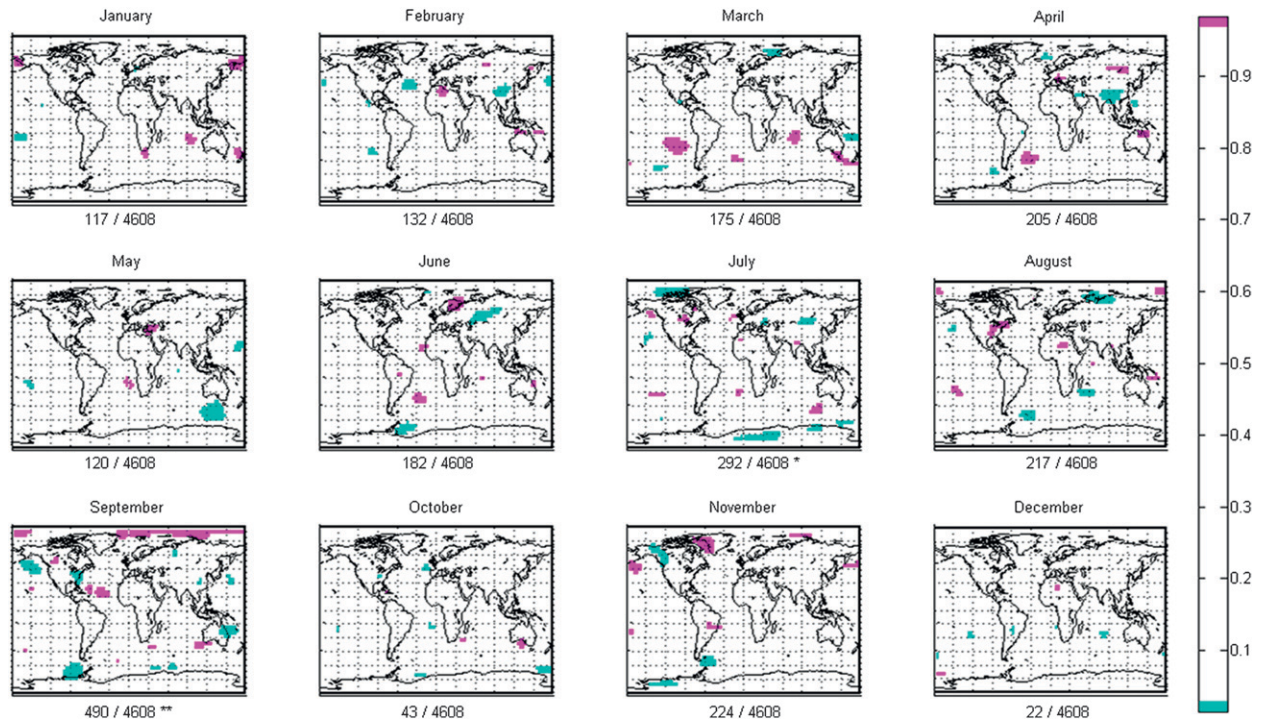 January
February
March
April
117 / 4608
132 / 4608
175 / 4608
205 / 4608
May
June
July
August
120 / 4608
182 / 4608
292 / 4608 *
217 / 4608
September
October
November
December
490 / 4608 **
43 / 4608
224 / 4608
22 / 4608
0.9
0.8
0.7
0.6
0.5
0.4
0.3
0.2
0.1